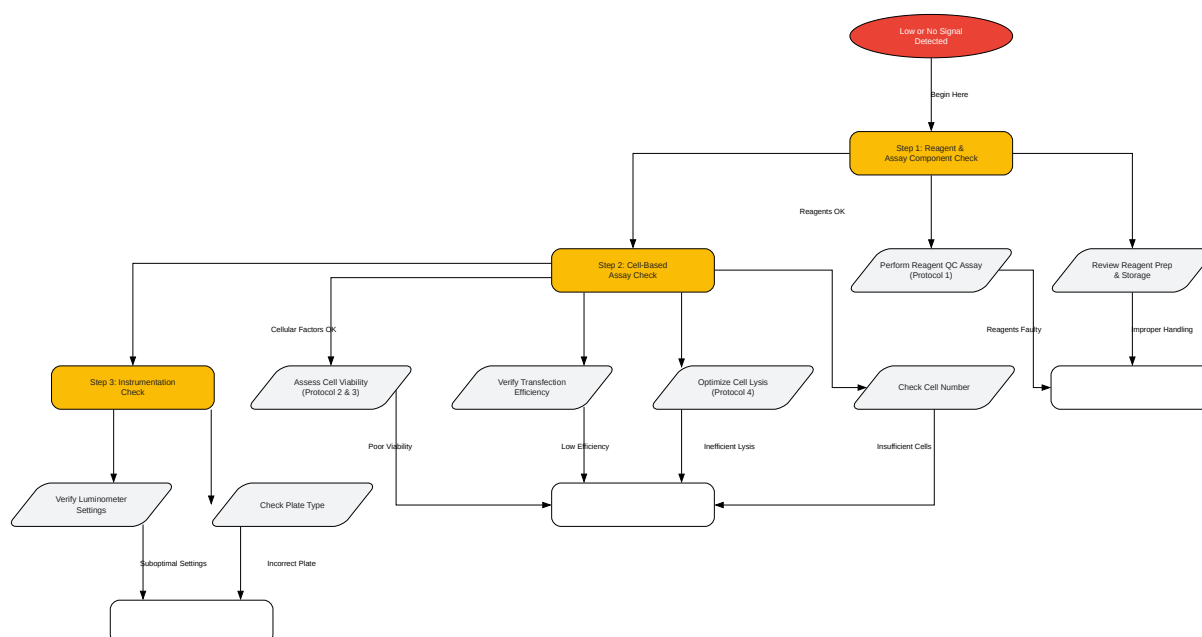 Low or No Signal
Detected
Begin Here
Step 1: Reagent &
Assay Component Check
Reagents OK
Step 2: Cell-Based
Assay Check
Perform Reagent QC Assay
(Protocol 1)
Review Reagent Prep
& Storage
Cellular Factors OK
Reagents Faulty
Improper Handling
Step 3: Instrumentation
Check
Assess Cell Viability
(Protocol 2 & 3)
Verify Transfection
Efficiency
Optimize Cell Lysis
(Protocol 4)
Check Cell Number
Poor Viability
Low Efficiency
Inefficient Lysis
Insufficient Cells
Verify Luminometer
Settings
Check Plate Type
Suboptimal Settings
Incorrect Plate